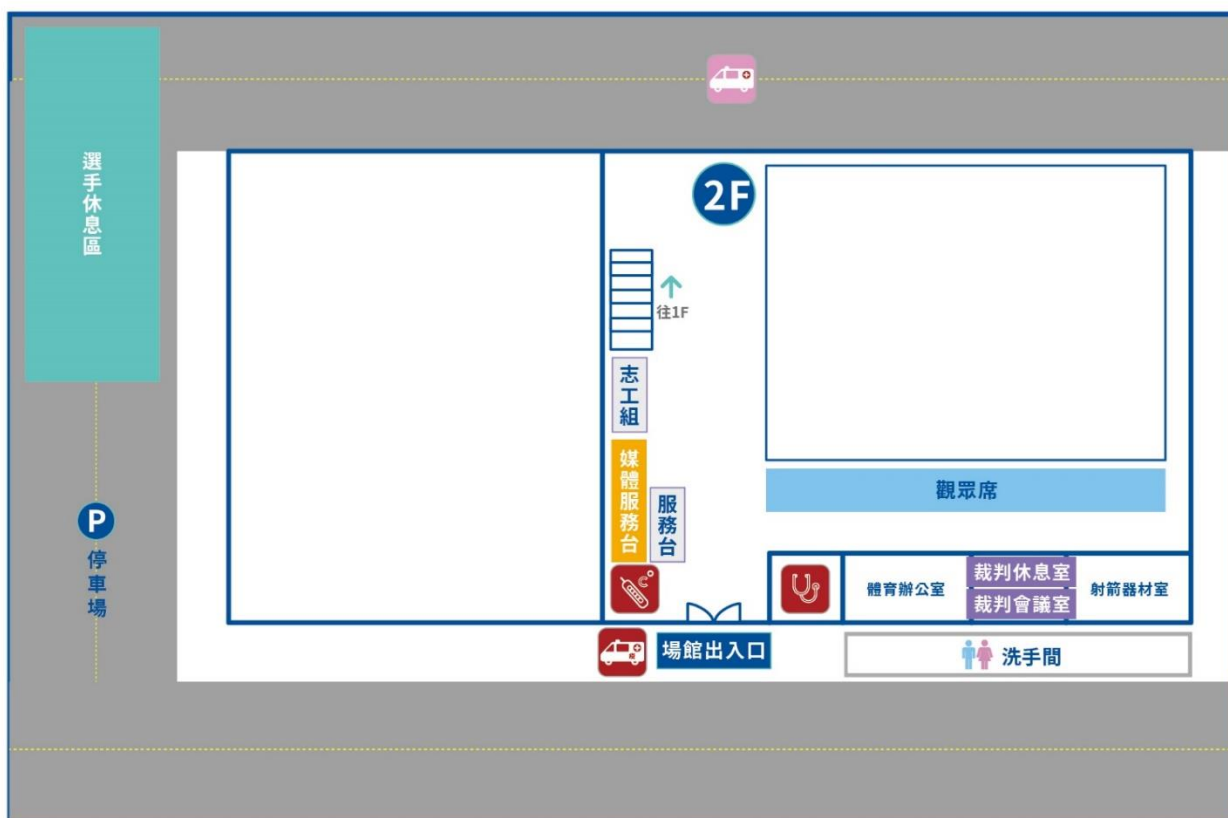 選手休息區
2F
往1F
志工組
媒體服務台
服務台
觀眾席
P
停車場
C°
體育辦公室
裁判休息室
裁判會議室
射箭器材室
場館出入口
洗手間